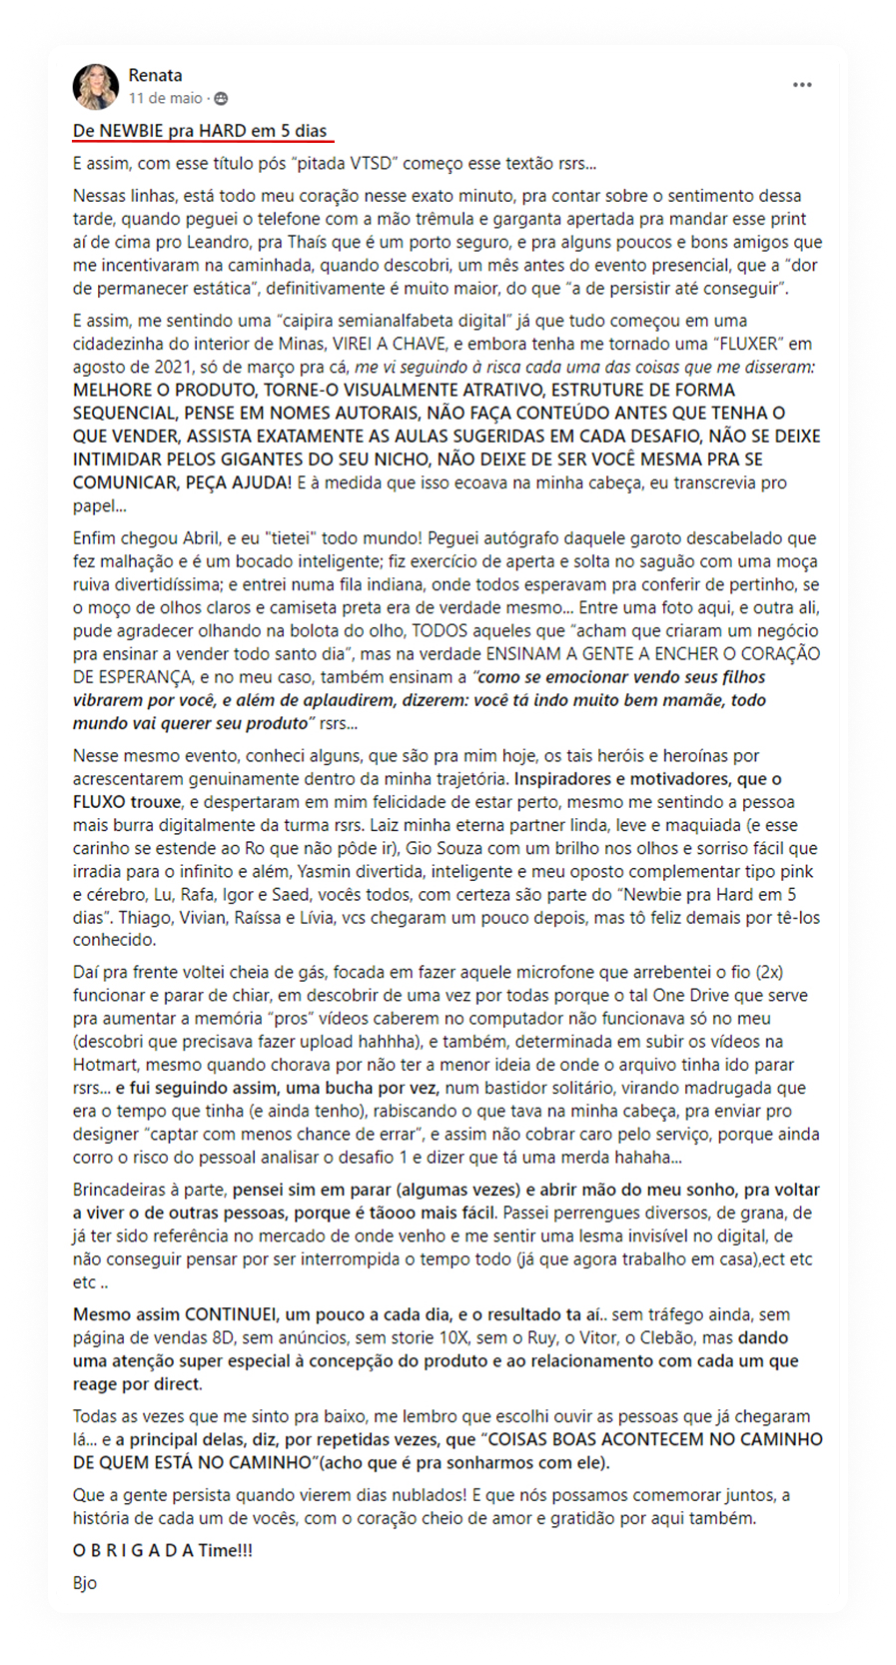 Renata
11 de maio ·
De NEWBIE pra HARD em 5 dias
E assim, com esse título pós “pitada VTSD” começo esse textão rsrs...
Nessas linhas, está todo meu coração nesse exato minuto, pra contar sobre o sentimento dessa
tarde, quando peguei o telefone com a mão trêmula e garganta apertada pra mandar esse print
aí de cima pro Leandro, pra Thaís que é um porto seguro, e pra alguns poucos e bons amigos que
me incentivaram na caminhada, quando descobri, um mês antes do evento presencial, que a “dor
de permanecer estática”, definitivamente é muito maior, do que “a de persistir até conseguir”.
E assim, me sentindo uma “caipira semianalfabeta digital” já que tudo começou em uma
cidadezinha do interior de Minas, VIREI A CHAVE, e embora tenha me tornado uma “FLUXER” em
agosto de 2021, só de março pra cá, me vi seguindo à risca cada uma das coisas que me disseram:
MELHORE O PRODUTO, TORNE-O VISUALMENTE ATRATIVO, ESTRUTURE DE FORMA
SEQUENCIAL, PENSE EM NOMES AUTORAIS, NÃO FAÇA CONTEÚDO ANTES QUE TENHA O
QUE VENDER, ASSISTA EXATAMENTE AS AULAS SUGERIDAS EM CADA DESAFIO, NÃO SE DEIXE
INTIMIDAR PELOS GIGANTES DO SEU NICHO, NÃO DEIXE DE SER VOCÊ MESMA PRA SE
COMUNICAR, PEÇA AJUDA! E à medida que isso ecoava na minha cabeça, eu transcrevia pro
papel...
Enfim chegou Abril, e eu "tietei" todo mundo! Peguei autógrafo daquele garoto descabelado que
fez malhação e é um bocado inteligente; fiz exercício de aperta e solta no saguão com uma moça
ruiva divertidíssima; e entrei numa fila indiana, onde todos esperavam pra conferir de pertinho, se
o moço de olhos claros e camiseta preta era de verdade mesmo... Entre uma foto aqui, e outra ali,
pude agradecer olhando na bolota do olho, TODOS aqueles que “acham que criaram um negócio
pra ensinar a vender todo santo dia”, mas na verdade ENSINAM A GENTE A ENCHER O CORAÇÃO
DE ESPERANÇA, e no meu caso, também ensinam a “como se emocionar vendo seus filhos
vibrarem por você, e além de aplaudirem, dizerem: você tá indo muito bem mamãe, todo
mundo vai querer seu produto” rsrs...
Nesse mesmo evento, conheci alguns, que são pra mim hoje, os tais heróis e heroínas por
acrescentarem genuinamente dentro da minha trajetória. Inspiradores e motivadores, que o
FLUXO trouxe, e despertaram em mim felicidade de estar perto, mesmo me sentindo a pessoa
mais burra digitalmente da turma rsrs. Laiz minha eterna partner linda, leve e maquiada (e esse
carinho se estende ao Ro que não pôde ir), Gio Souza com um brilho nos olhos e sorriso fácil que
irradia para o infinito e além, Yasmin divertida, inteligente e meu oposto complementar tipo pink
e cérebro, Lu, Rafa, Igor e Saed, vocês todos, com certeza são parte do “Newbie pra Hard em 5
dias”. Thiago, Vivian, Raíssa e Lívia, vcs chegaram um pouco depois, mas tô feliz demais por tê-los
conhecido.
Daí pra frente voltei cheia de gás, focada em fazer aquele microfone que arrebentei o fio (2x)
funcionar e parar de chiar, em descobrir de uma vez por todas porque o tal One Drive que serve
pra aumentar a memória “pros” vídeos caberem no computador não funcionava só no meu
(descobri que precisava fazer upload hahhha), e também, determinada em subir os vídeos na
Hotmart, mesmo quando chorava por não ter a menor ideia de onde o arquivo tinha ido parar
rsrs... e fui seguindo assim, uma bucha por vez, num bastidor solitário, virando madrugada que
era o tempo que tinha (e ainda tenho), rabiscando o que tava na minha cabeça, pra enviar pro
designer “captar com menos chance de errar”, e assim não cobrar caro pelo serviço, porque ainda
corro o risco do pessoal analisar o desafio 1 e dizer que tá uma merda hahaha...
Brincadeiras à parte, pensei sim em parar (algumas vezes) e abrir mão do meu sonho, pra voltar
a viver o de outras pessoas, porque é tãooo mais fácil. Passei perrengues diversos, de grana, de
já ter sido referência no mercado de onde venho e me sentir uma lesma invisível no digital, de
não conseguir pensar por ser interrompida o tempo todo (já que agora trabalho em casa),ect etc
etc ..
Mesmo assim CONTINUEI, um pouco a cada dia, e o resultado ta aí.. sem tráfego ainda, sem
página de vendas 8D, sem anúncios, sem storie 10X, sem o Ruy, o Vitor, o Clebão, mas dando
uma atenção super especial à concepção do produto e ao relacionamento com cada um que
reage por direct.
Todas as vezes que me sinto pra baixo, me lembro que escolhi ouvir as pessoas que já chegaram
lá... e a principal delas, diz, por repetidas vezes, que “COISAS BOAS ACONTECEM NO CAMINHO
DE QUEM ESTÁ NO CAMINHO”(acho que é pra sonharmos com ele).
Que a gente persista quando vierem dias nublados! E que nós possamos comemorar juntos, a
história de cada um de vocês, com o coração cheio de amor e gratidão por aqui também.
O B R I G A D A Time!!!
Bjo